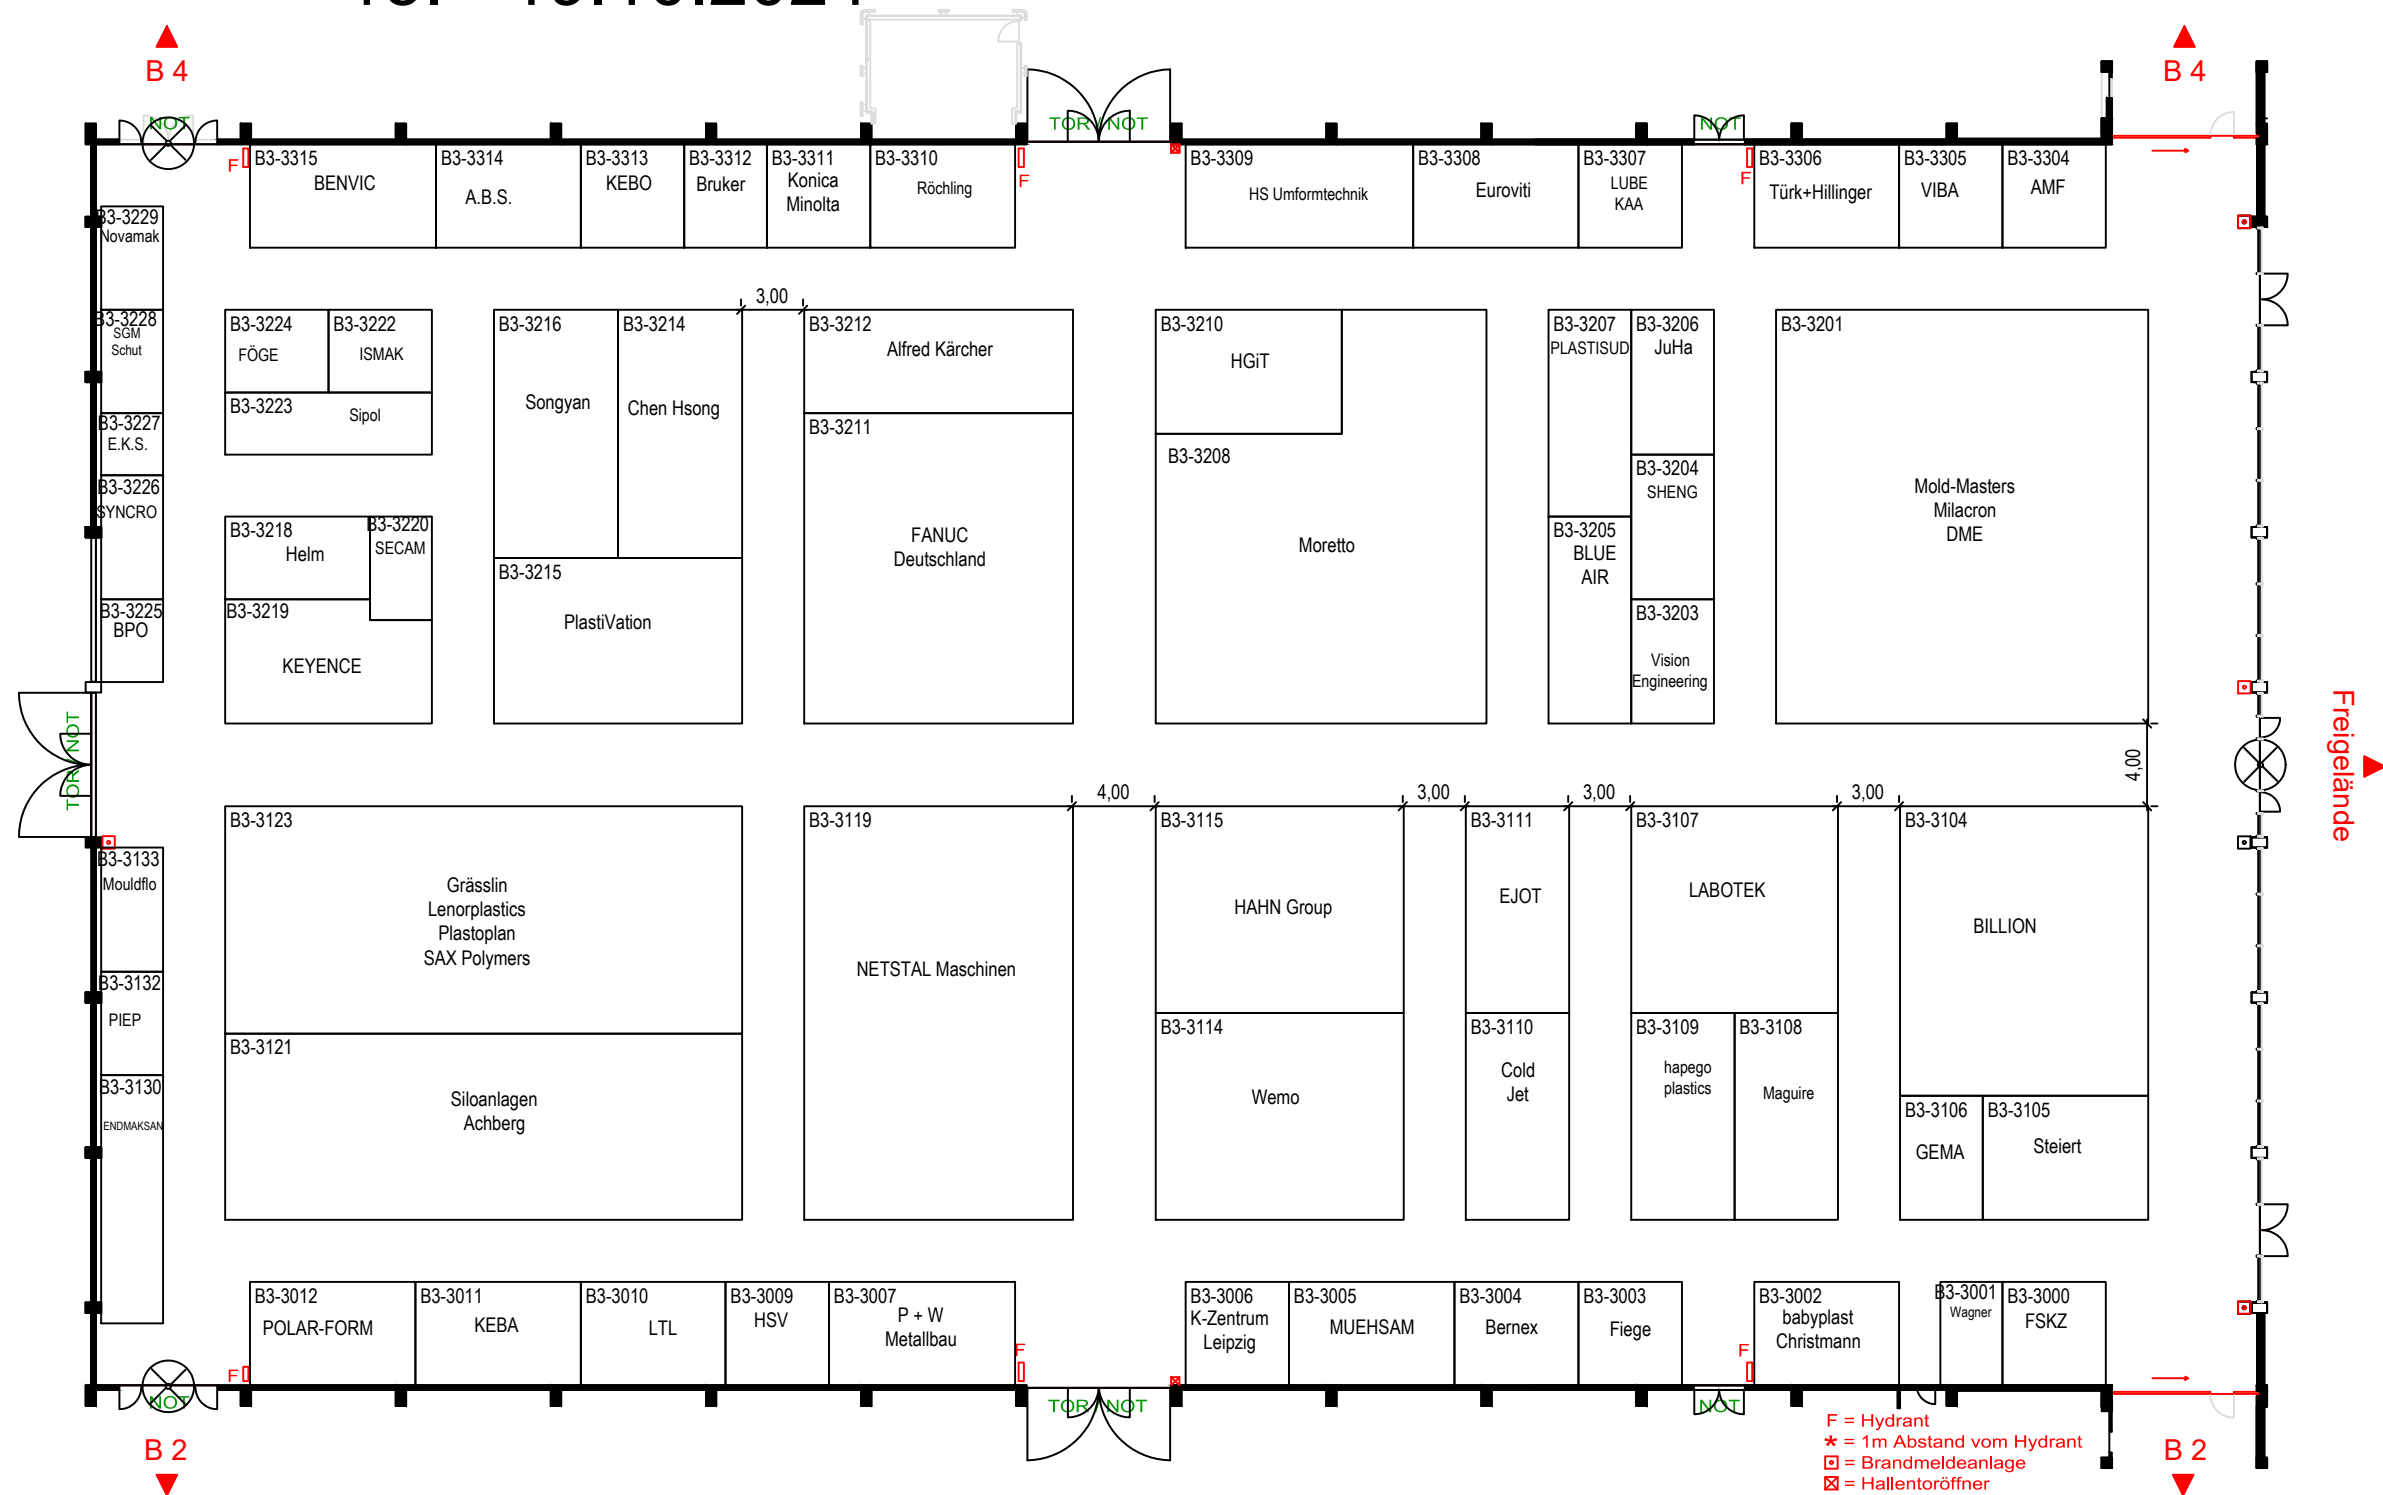 B 4
B 4
NOT
TOR / NOT
NOT
F
B3-3315
BENVIC
B3-3314
A.B.S.
B3-3313
KEBO
B3-3312
Bruker
B3-3311
Konica
Minolta
B3-3310
Röchling
F
B3-3309
HS Umformtechnik
B3-3308
Euroviti
B3-3307
LUBE
KAA
F
B3-3306
Türk+Hillinger
B3-3305
VIBA
B3-3304
AMF
B3-3229
Novamak
B3-3228
SGM
Schut
B3-3227
E.K.S.
B3-3226
SYNCRO
B3-3225
BPO
B3-3224
FÖGE
B3-3222
ISMAK
B3-3223
Sipol
B3-3218
Helm
B3-3220
SECAM
B3-3219
KEYENCE
B3-3216
Songyan
B3-3214
Chen Hsong
B3-3215
PlastiVation
3,00
B3-3212
Alfred Kärcher
B3-3211
FANUC
Deutschland
B3-3210
HGiT
B3-3208
Moretto
B3-3207
PLASTISUD
B3-3206
JuHa
B3-3204
SHENG
B3-3205
BLUE
AIR
B3-3203
Vision
Engineering
B3-3201
Mold-Masters
Milacron
DME
TOR / NOT
Freigelände
4,00
4,00
3,00
3,00
3,00
B3-3133
Mouldflo
B3-3132
PIEP
B3-3130
ENDMAKSAN
B3-3123
Grässlin
Lenorplastics
Plastoplan
SAX Polymers
B3-3121
Siloanlagen
Achberg
B3-3119
NETSTAL Maschinen
B3-3115
HAHN Group
B3-3114
Wemo
B3-3111
EJOT
B3-3110
Cold
Jet
B3-3107
LABOTEK
B3-3109
hapego
plastics
B3-3108
Maguire
B3-3104
BILLION
B3-3106
GEMA
B3-3105
Steiert
F
B3-3012
POLAR-FORM
B3-3011
KEBA
B3-3010
LTL
B3-3009
HSV
B3-3007
P + W
Metallbau
F
B3-3006
K-Zentrum
Leipzig
B3-3005
MUEHSAM
B3-3004
Bernex
B3-3003
Fiege
F
B3-3002
babyplast
Christmann
B3-3001
Wagner
B3-3000
FSKZ
NOT
TOR / NOT
NOT
F = Hydrant
* = 1m Abstand vom Hydrant
= Brandmeldeanlage
= Hallentoröffner
B 2
B 2